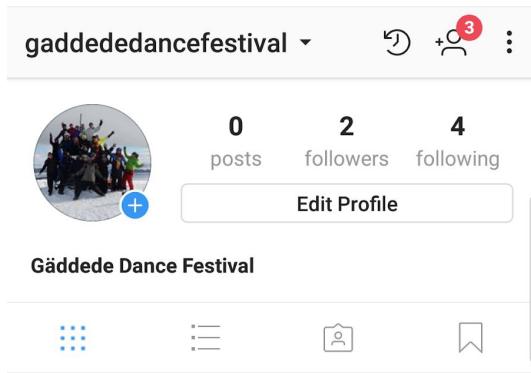 gaddededancefestival
3
0 2 4
posts followers following
Edit Profile
Gäddede Dance Festival